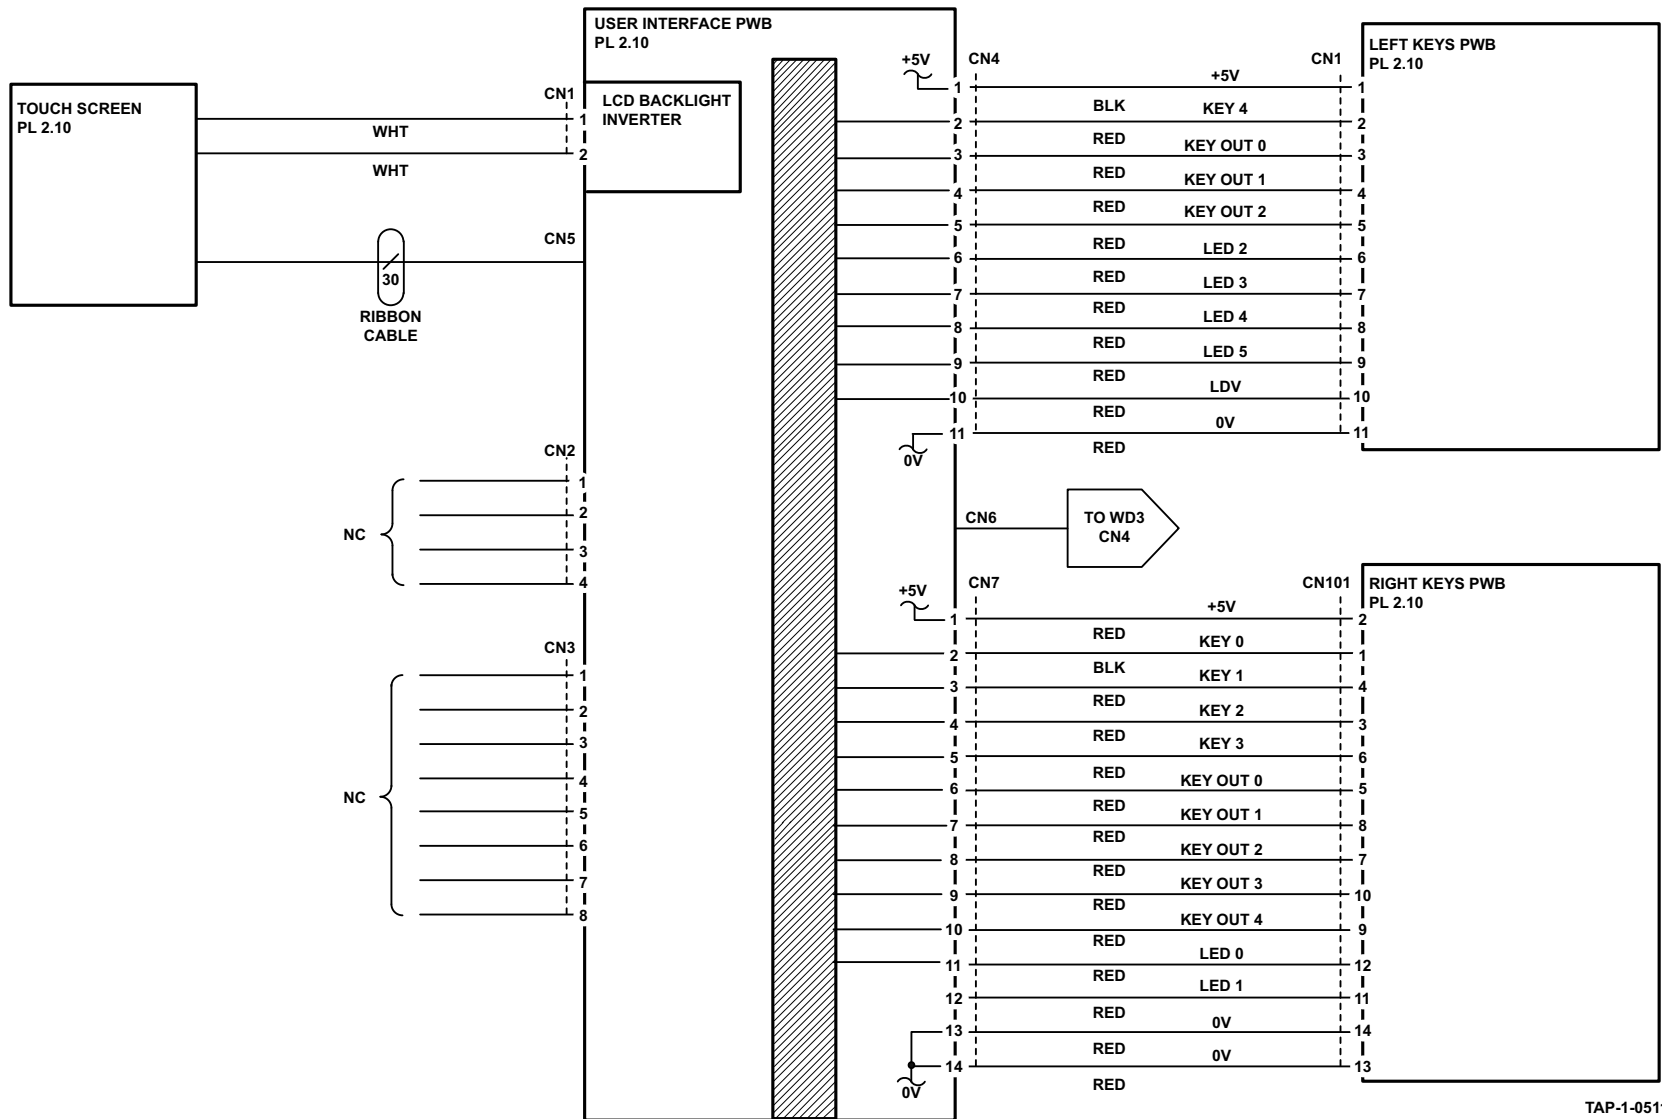 USER INTERFACE PWB
PL 2.10
TOUCH SCREEN
PL 2.10
CN1
1
2
WHT
WHT
LCD BACKLIGHT
INVERTER
CN5
30
RIBBON
CABLE
CN2
1
2
3
4
NC
CN3
1
2
3
4
5
6
7
8
NC
+5V
CN4
CN1
LEFT KEYS PWB
PL 2.10
1
+5V
1
BLK
KEY 4
2
2
RED
KEY OUT 0
3
3
RED
KEY OUT 1
4
4
RED
KEY OUT 2
5
5
RED
LED 2
6
6
RED
LED 3
7
7
RED
LED 4
8
8
RED
LED 5
9
9
RED
LDV
10
10
RED
0V
11
11
0V
RED
CN6
TO WD3
CN4
+5V
CN7
CN101
RIGHT KEYS PWB
PL 2.10
+5V
1
2
RED
KEY 0
2
1
BLK
KEY 1
3
4
RED
KEY 2
4
3
RED
KEY 3
5
6
RED
KEY OUT 0
6
5
RED
KEY OUT 1
7
8
RED
KEY OUT 2
8
7
RED
KEY OUT 3
9
10
RED
KEY OUT 4
10
9
RED
LED 0
11
12
RED
LED 1
12
11
RED
0V
13
14
RED
0V
14
13
0V
RED